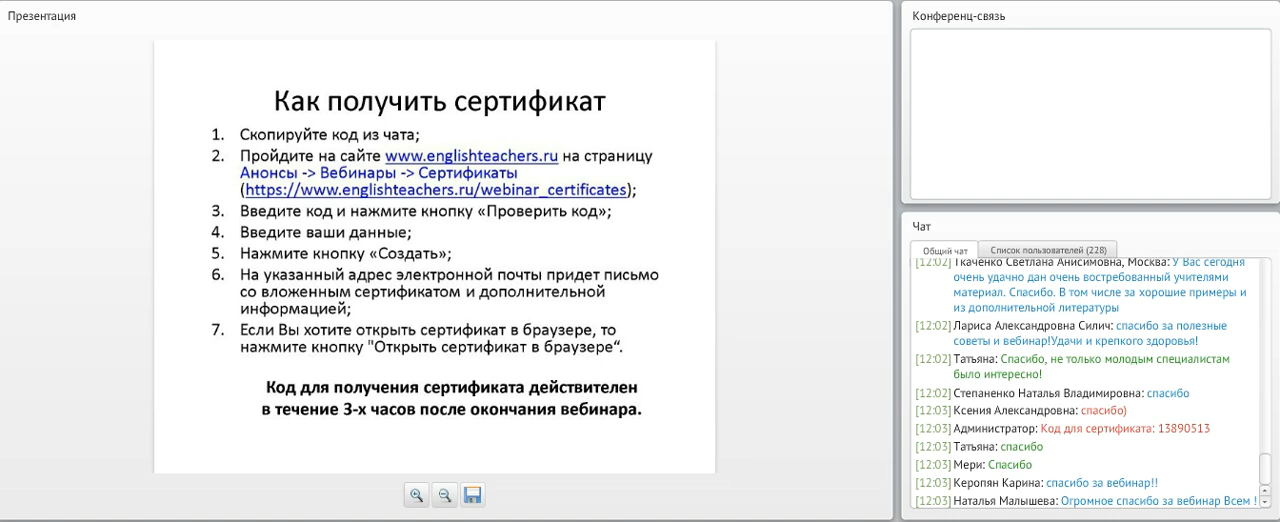 Презентация
Как получить сертификат
1. Скопируйте код из чата;
2. Пройдите на сайте www.englishteachers.ru на страницу
Анонсы -> Вебинары -> Сертификаты
(https://www.englishteachers.ru/webinar_certificates);
3. Введите код и нажмите кнопку «Проверить код»;
4. Введите ваши данные;
5. Нажмите кнопку «Создать»;
6. На указанный адрес электронной почты придет письмо
со вложенным сертификатом и дополнительной
информацией;
7. Если Вы хотите открыть сертификат в браузере, то
нажмите кнопку "Открыть сертификат в браузере“.
Код для получения сертификата действителен
в течение 3-х часов после окончания вебинара.
Конференц-связь
Чат
Общий чат
Список пользователей (228)
[12:02] Ткаченко Светлана Анисимовна, Москва: У Вас сегодня
очень удачно дан очень востребованный учителями
материал. Спасибо. В том числе за хорошие примеры и
из дополнительной литературы
[12:02] Лариса Александровна Силич: спасибо за полезные
советы и вебинар!Удачи и крепкого здоровья!
[12:02] Татьяна: Спасибо, не только молодым специалистам
было интересно!
[12:02] Степаненко Наталья Владимировна: спасибо
[12:03] Ксения Александровна: спасибо)
[12:03] Администратор: Код для сертификата: 13890513
[12:03] Татьяна: спасибо
[12:03] Мери: Спасибо
[12:03] Керопян Карина: спасибо за вебинар!!
[12:03] Наталья Малышева: Огромное спасибо за вебинар Всем !